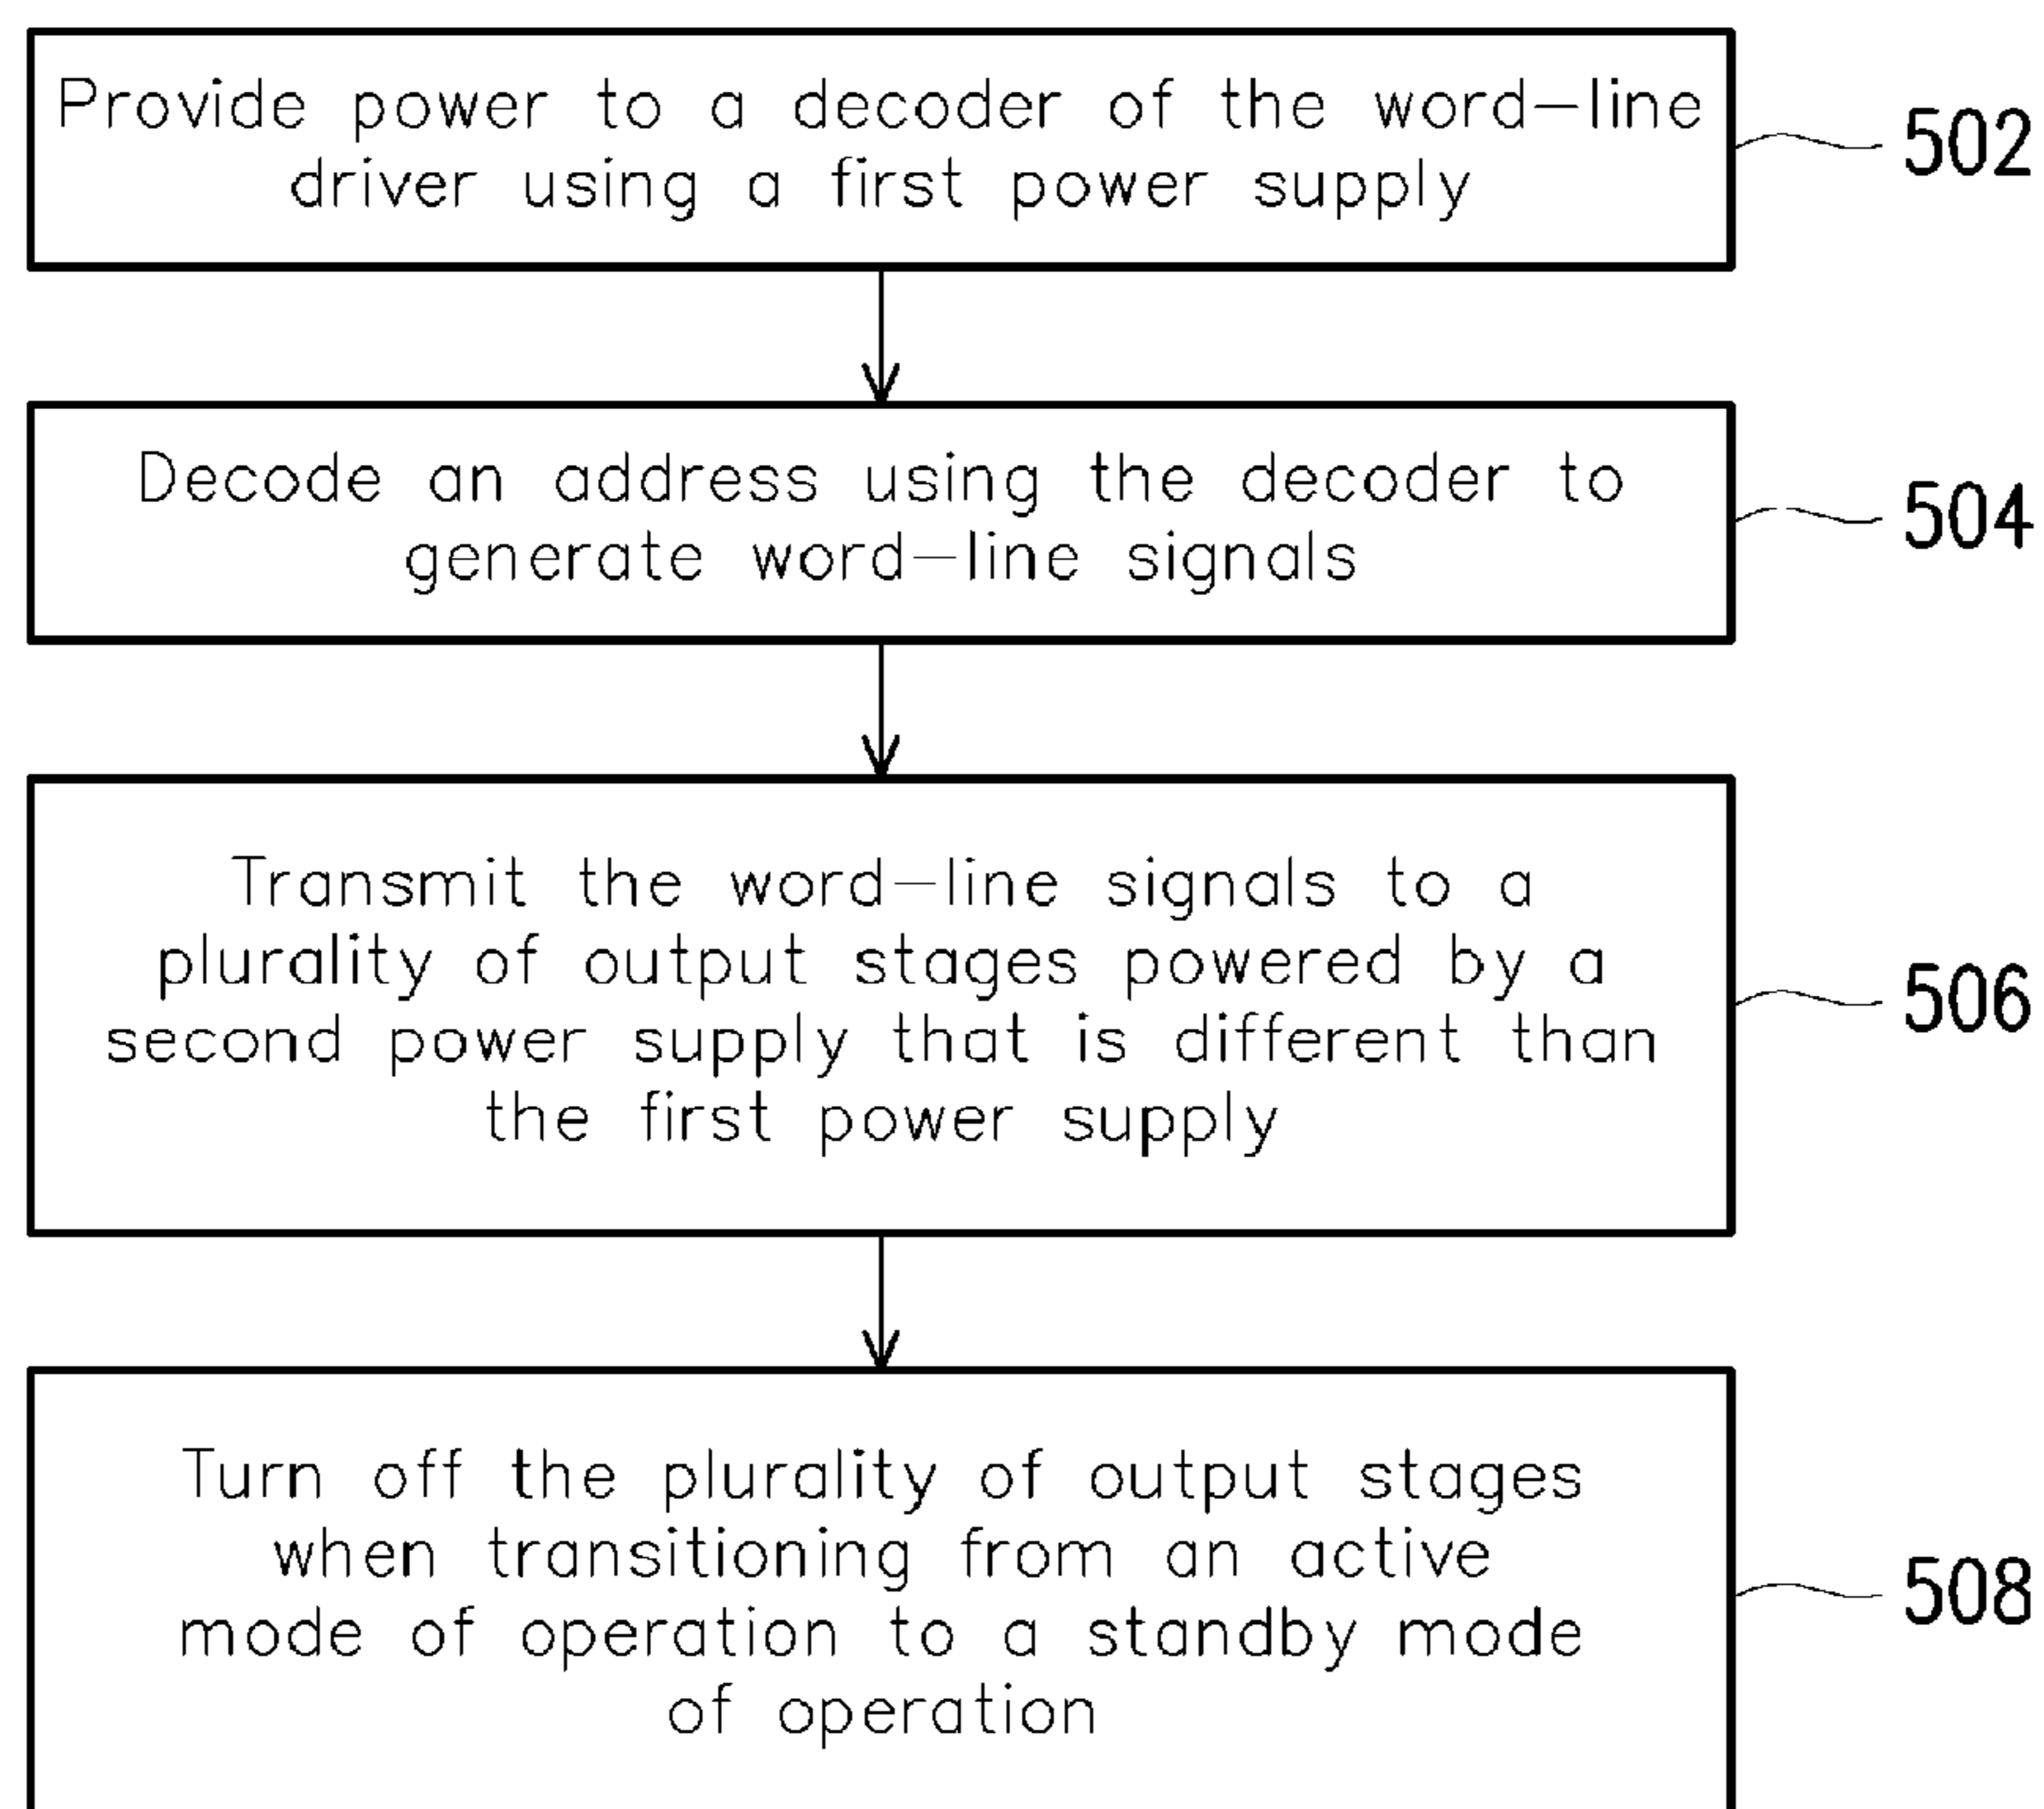 Provide power to a decoder of the word-line
driver using a first power supply
502
Decode an address using the decoder to
generate word-line signals
504
Transmit the word-line signals to a
plurality of output stages powered by a
second power supply that is different than
the first power supply
506
Turn off the plurality of output stages
when transitioning from an active
mode of operation to a standby mode
of operation
508